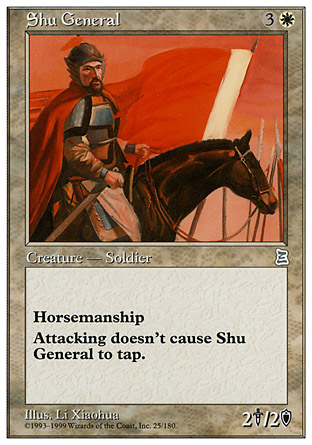 Shu General 3
Creature — Soldier
Horsemanship
Attacking doesn't cause Shu
General to tap.
Illus. Li Xiaohua
©1993-1999 Wizards of the Coast, Inc. 25/180
2/2